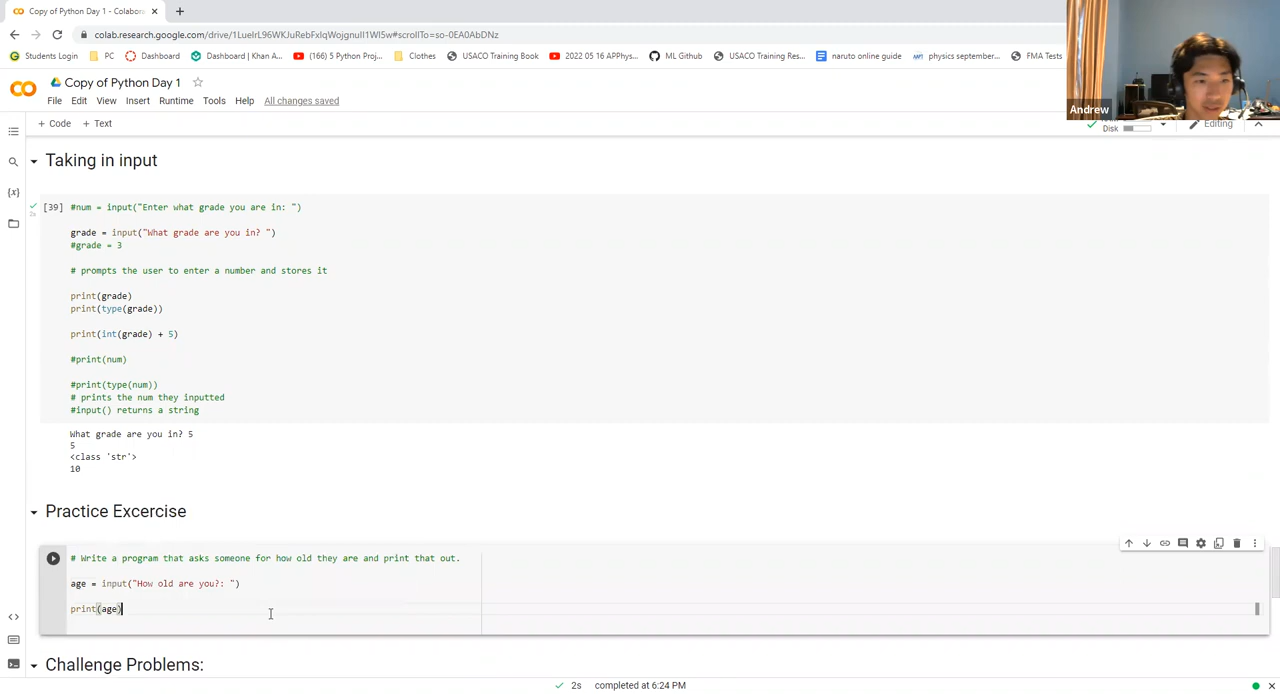 Copy of Python Day 1 - Colabora
colab.research.google.com/drive/1LueIrL96WKJuRebFxIqWojgnuIl1Wl5w#scrollTo=so-0EA0AbDNz
Students Login PC Dashboard Dashboard | Khan A... (166) 5 Python Proj... Clothes USACO Training Book 2022 05 16 APPhys... ML Github USACO Training Res... naruto online guide physics september... FMA Tests
Andrew
Copy of Python Day 1
File Edit View Insert Runtime Tools Help All changes saved
+ Code + Text
Disk
Editing
Taking in input
[39] #num = input("Enter what grade you are in: ")
2s
grade = input("What grade are you in? ")
#grade = 3
# prompts the user to enter a number and stores it
print(grade)
print(type(grade))
print(int(grade) + 5)
#print(num)
#print(type(num))
# prints the num they inputted
#input() returns a string
What grade are you in? 5
5
<class 'str'>
10
Practice Excercise
# Write a program that asks someone for how old they are and print that out.
age = input("How old are you?: ")
print(age)
Challenge Problems:
2s completed at 6:24 PM